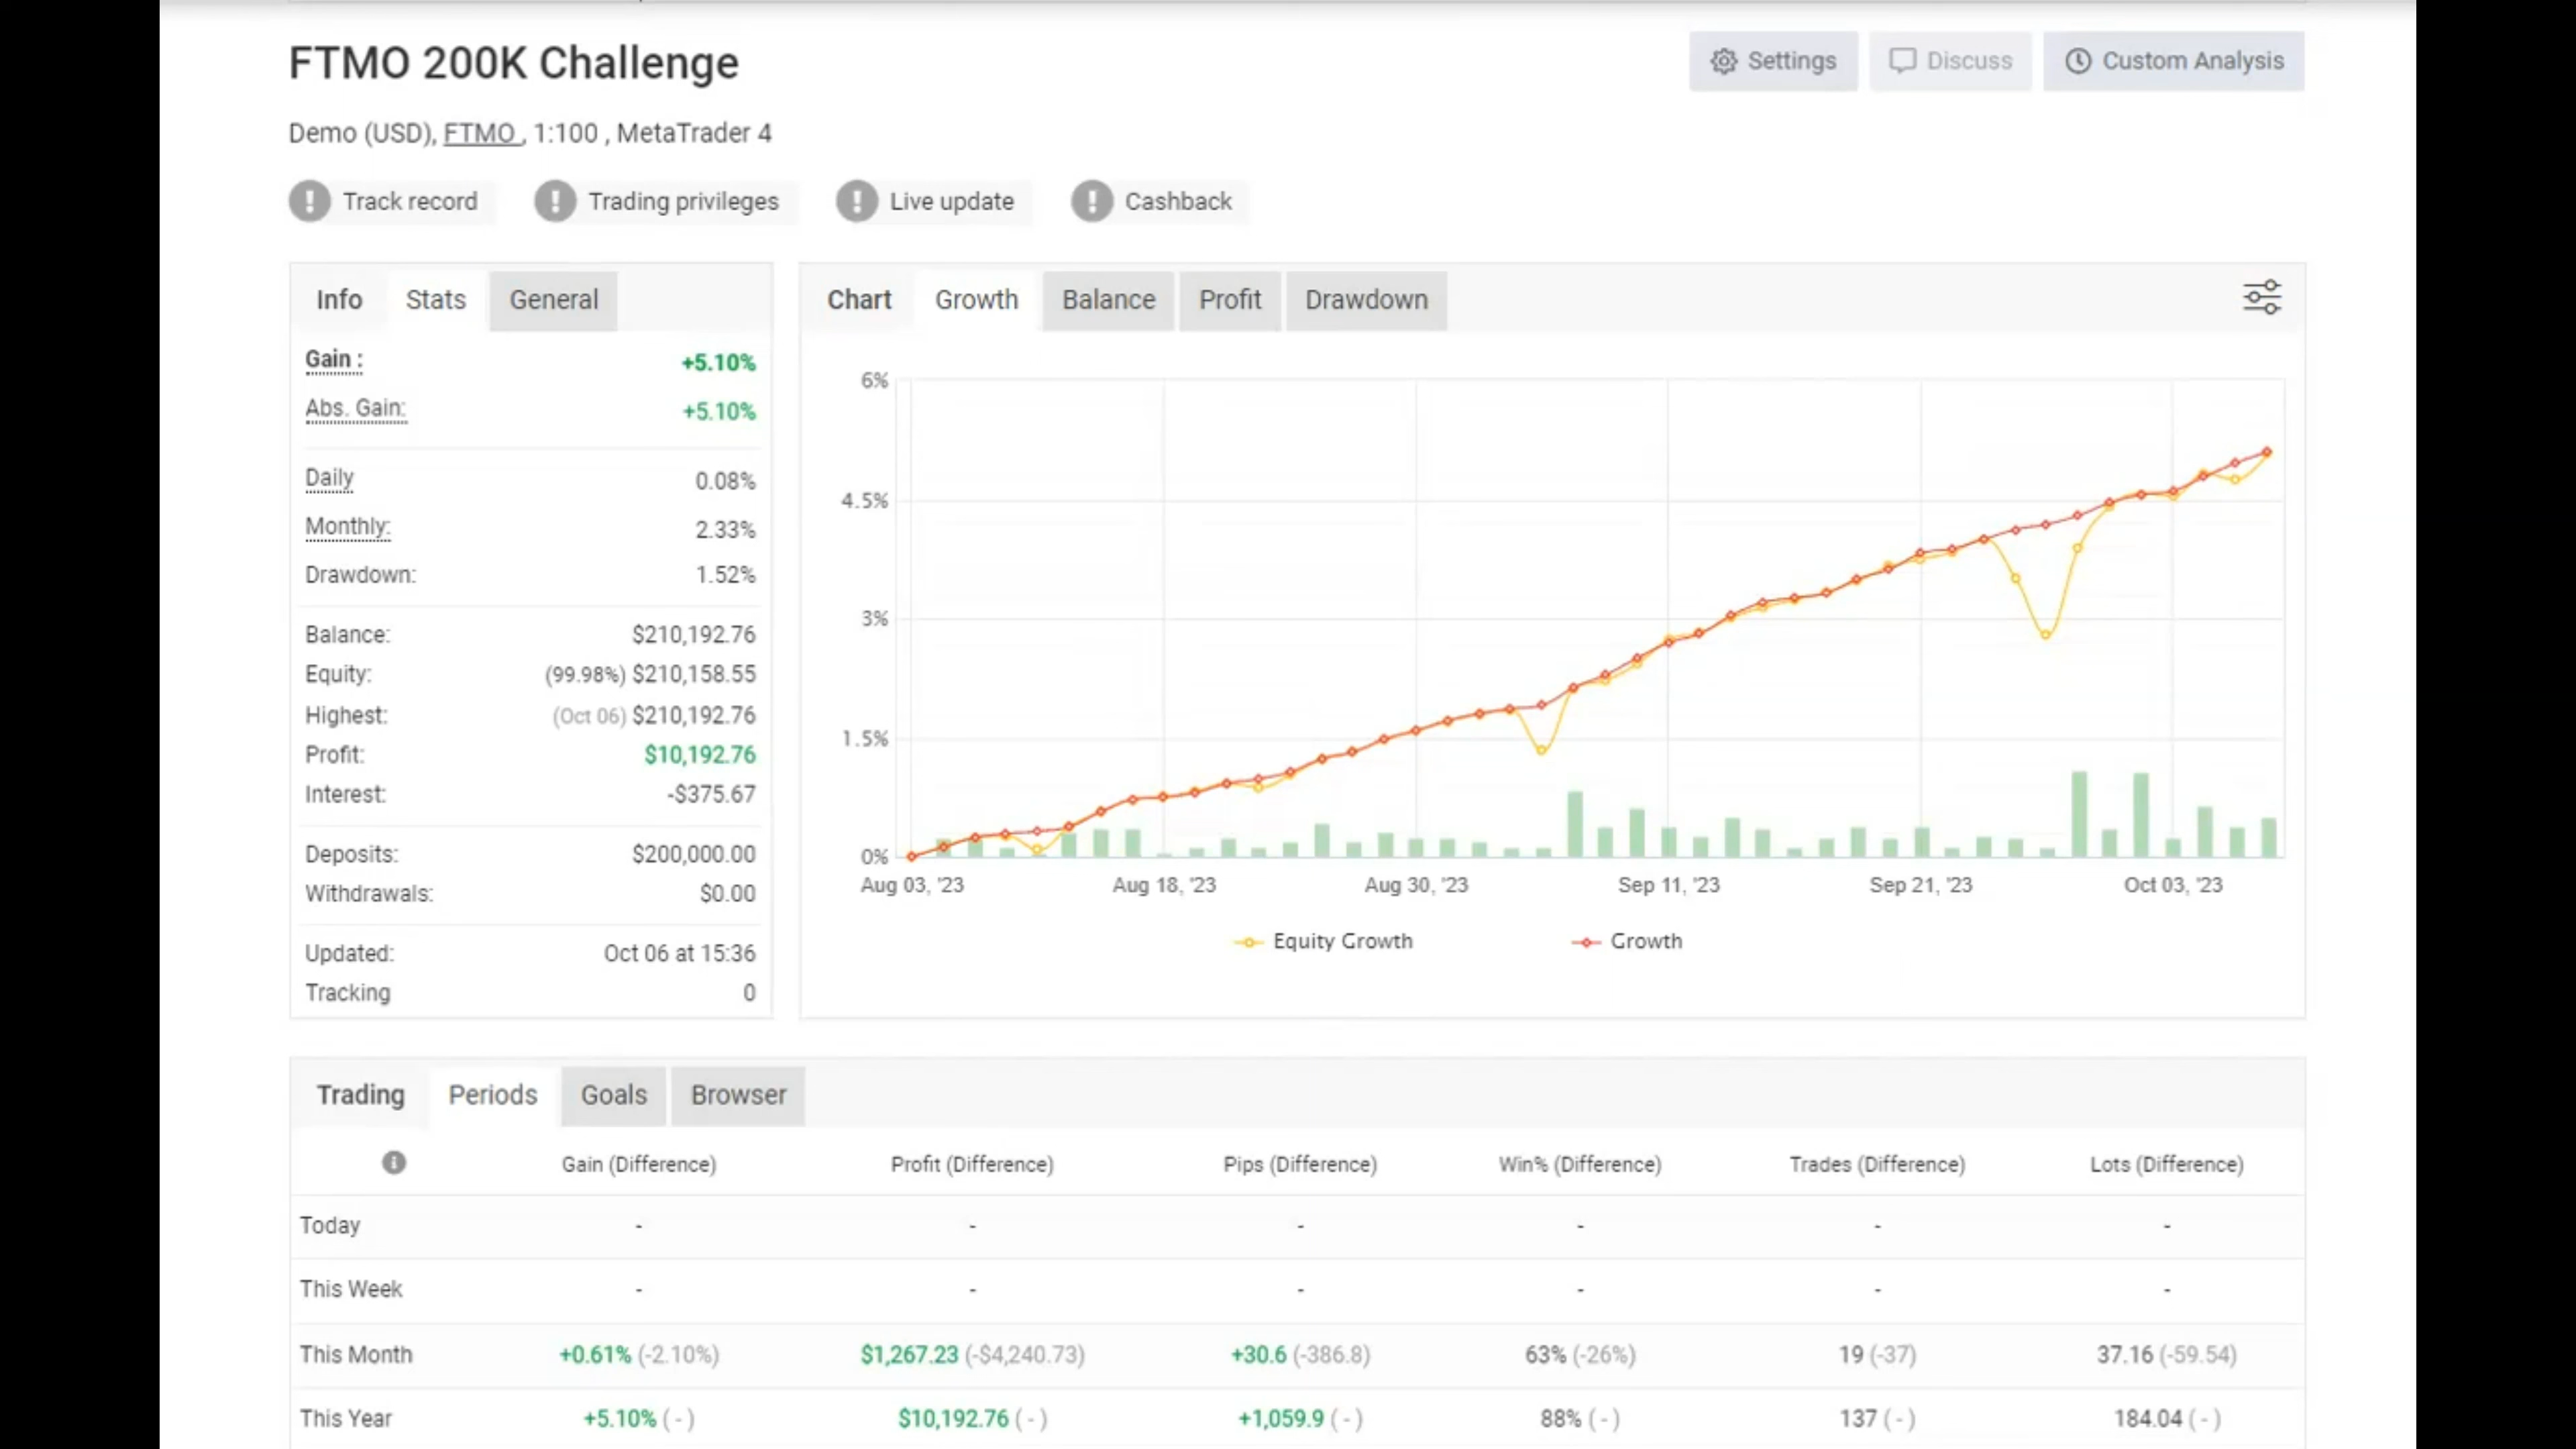 FTMO 200K Challenge
Settings
Discuss
Custom Analysis
Demo (USD), FTMO , 1:100 , MetaTrader 4
Track record
Trading privileges
Live update
Cashback
Info Stats General
Gain : +5.10%
Abs. Gain: +5.10%
Daily 0.08%
Monthly: 2.33%
Drawdown: 1.52%
Balance: $210,192.76
Equity: (99.98%) $210,158.55
Highest: (Oct 06) $210,192.76
Profit: $10,192.76
Interest: -$375.67
Deposits: $200,000.00
Withdrawals: $0.00
Updated: Oct 06 at 15:36
Tracking 0
Chart Growth Balance Profit Drawdown
6%
4.5%
3%
1.5%
0%
Aug 03, '23 Aug 18, '23 Aug 30, '23 Sep 11, '23 Sep 21, '23 Oct 03, '23
Equity Growth Growth
Trading Periods Goals Browser
Gain (Difference) Profit (Difference) Pips (Difference) Win% (Difference) Trades (Difference) Lots (Difference)
Today - - - - - -
This Week - - - - - -
This Month +0.61% (-2.10%) $1,267.23 (-$4,240.73) +30.6 (-386.8) 63% (-26%) 19 (-37) 37.16 (-59.54)
This Year +5.10% ( - ) $10,192.76 ( - ) +1,059.9 ( - ) 88% ( - ) 137 ( - ) 184.04 ( - )